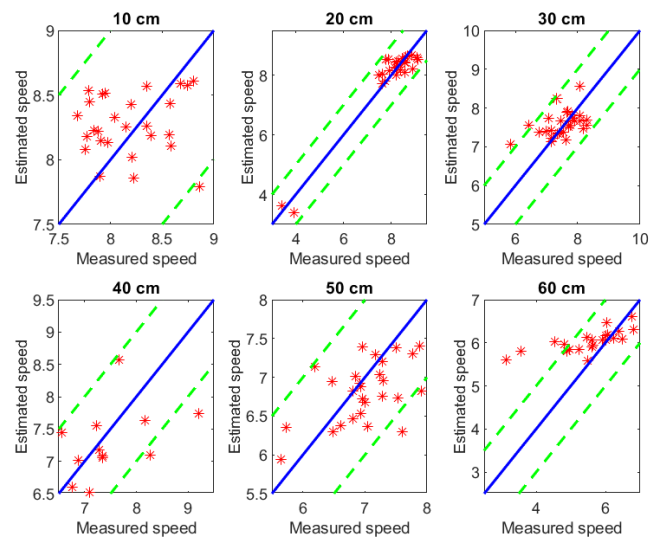 10 cm
9
8.5
8
7.5
7.5 8 8.5 9
Estimated speed
Measured speed
20 cm
8
6
4
4 6 8
Estimated speed
Measured speed
30 cm
10
9
8
7
6
5
6 8 10
Estimated speed
Measured speed
40 cm
9.5
9
8.5
8
7.5
7
6.5
7 8 9
Estimated speed
Measured speed
50 cm
8
7.5
7
6.5
6
5.5
5.5 6 6.5 7 7.5 8
Estimated speed
Measured speed
60 cm
7
6
5
4
3
4 6
Estimated speed
Measured speed